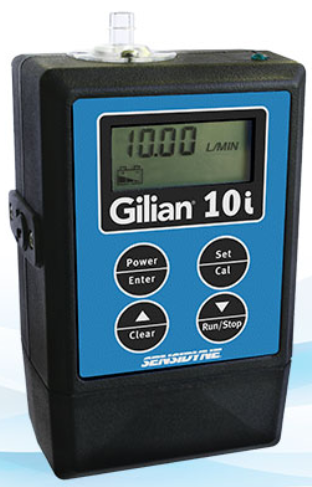 10.00 L/MIN
Gilian® 10i
Power
Enter
Set
Cal
▲
Clear
▼
Run/Stop
SENSIDYNE